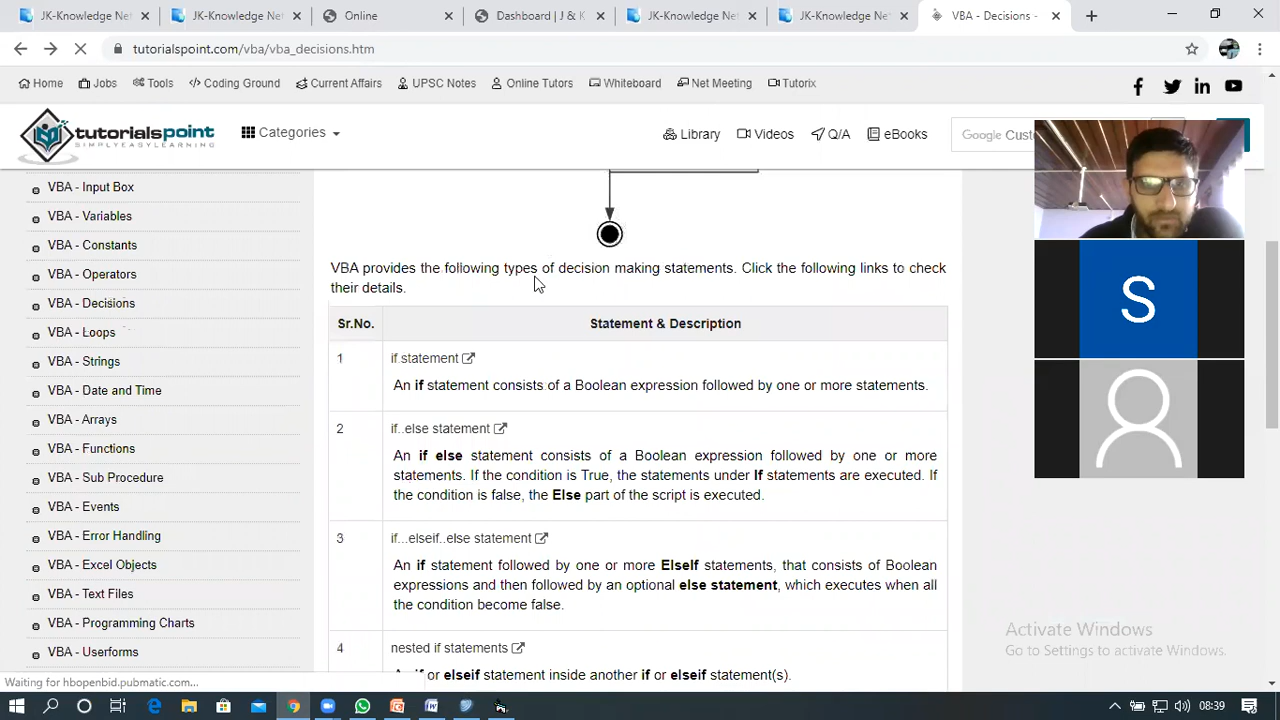 JK-Knowledge Net
JK-Knowledge Net
Online
Dashboard | J & K
JK-Knowledge Net
JK-Knowledge Net
VBA - Decisions -
tutorialspoint.com/vba/vba_decisions.htm
Home
Jobs
Tools
Coding Ground
Current Affairs
UPSC Notes
Online Tutors
Whiteboard
Net Meeting
Tutorix
tutorialspoint
SIMPLYEASYLEARNING
Categories
Library
Videos
Q/A
eBooks
Google
VBA - Input Box
VBA - Variables
VBA - Constants
VBA - Operators
VBA - Decisions
VBA - Loops
VBA - Strings
VBA - Date and Time
VBA - Arrays
VBA - Functions
VBA - Sub Procedure
VBA - Events
VBA - Error Handling
VBA - Excel Objects
VBA - Text Files
VBA - Programming Charts
VBA - Userforms
VBA provides the following types of decision making statements. Click the following links to check
their details.
Sr.No. Statement & Description
1 if statement
An if statement consists of a Boolean expression followed by one or more statements.
2 if..else statement
An if else statement consists of a Boolean expression followed by one or more
statements. If the condition is True, the statements under If statements are executed. If
the condition is false, the Else part of the script is executed.
3 if...elseif..else statement
An if statement followed by one or more ElseIf statements, that consists of Boolean
expressions and then followed by an optional else statement, which executes when all
the condition become false.
4 nested if statements
An if or elseif statement inside another if or elseif statement(s).
S
Activate Windows
Go to Settings to activate Windows.
Waiting for hbopenbid.pubmatic.com...
08:39